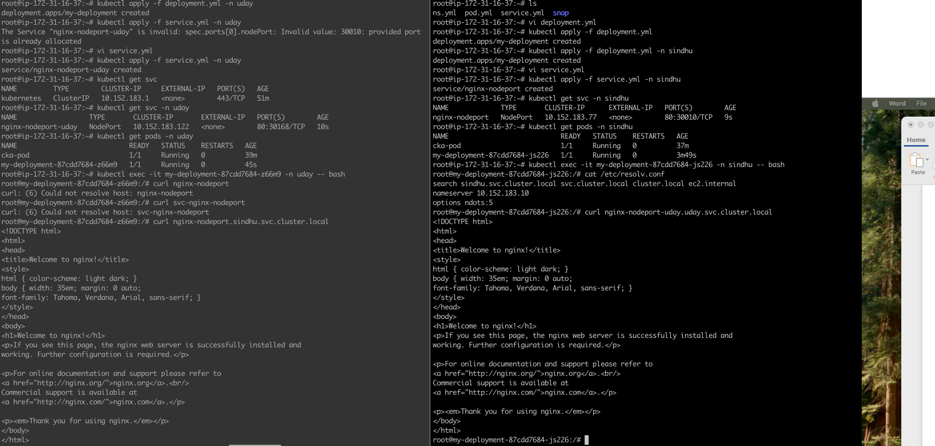 root@ip-172-31-16-37:~# kubectl apply -f deployment.yml -n uday
deployment.apps/my-deployment created
root@ip-172-31-16-37:~# kubectl apply -f service.yml -n uday
The Service "nginx-nodeport-uday" is invalid: spec.ports[0].nodePort: Invalid value: 30010: provided port
is already allocated
root@ip-172-31-16-37:~# vi service.yml
root@ip-172-31-16-37:~# kubectl apply -f service.yml -n uday
service/nginx-nodeport-uday created
root@ip-172-31-16-37:~# kubectl get svc
NAME TYPE CLUSTER-IP EXTERNAL-IP PORT(S) AGE
kubernetes ClusterIP 10.152.183.1 <none> 443/TCP 51m
root@ip-172-31-16-37:~# kubectl get svc -n uday
NAME TYPE CLUSTER-IP EXTERNAL-IP PORT(S) AGE
nginx-nodeport-uday NodePort 10.152.183.122 <none> 80:30168/TCP 10s
root@ip-172-31-16-37:~# kubectl get pods -n uday
NAME READY STATUS RESTARTS AGE
cka-pod 1/1 Running 0 39m
my-deployment-87cdd7684-z66m9 1/1 Running 0 45s
root@ip-172-31-16-37:~# kubectl exec -it my-deployment-87cdd7684-z66m9 -n uday -- bash
root@my-deployment-87cdd7684-z66m9:/# curl nginx-nodeport
curl: (6) Could not resolve host: nginx-nodeport
root@my-deployment-87cdd7684-z66m9:/# curl svc-nginx-nodeport
curl: (6) Could not resolve host: svc-nginx-nodeport
root@my-deployment-87cdd7684-z66m9:/# curl nginx-nodeport.sindhu.svc.cluster.local
<!DOCTYPE html>
<html>
<head>
<title>Welcome to nginx!</title>
<style>
html { color-scheme: light dark; }
body { width: 35em; margin: 0 auto;
font-family: Tahoma, Verdana, Arial, sans-serif; }
</style>
</head>
<body>
<h1>Welcome to nginx!</h1>
<p>If you see this page, the nginx web server is successfully installed and
working. Further configuration is required.</p>
<p>For online documentation and support please refer to
<a href="http://nginx.org/">nginx.org</a>.<br/>
Commercial support is available at
<a href="http://nginx.com/">nginx.com</a>.</p>
<p><em>Thank you for using nginx.</em></p>
</body>
</html>
root@ip-172-31-16-37:~# ls
ns.yml pod.yml service.yml snap
root@ip-172-31-16-37:~# vi deployment.yml
root@ip-172-31-16-37:~# kubectl apply -f deployment.yml
deployment.apps/my-deployment created
root@ip-172-31-16-37:~# kubectl apply -f deployment.yml -n sindhu
deployment.apps/my-deployment created
root@ip-172-31-16-37:~# vi service.yml
root@ip-172-31-16-37:~# kubectl apply -f service.yml -n sindhu
service/nginx-nodeport created
root@ip-172-31-16-37:~# kubectl get svc -n sindhu
NAME TYPE CLUSTER-IP EXTERNAL-IP PORT(S) AGE
nginx-nodeport NodePort 10.152.183.77 <none> 80:30010/TCP 9s
root@ip-172-31-16-37:~# kubectl get pods -n sindhu
NAME READY STATUS RESTARTS AGE
cka-pod 1/1 Running 0 37m
my-deployment-87cdd7684-js226 1/1 Running 0 3m49s
root@ip-172-31-16-37:~# kubectl exec -it my-deployment-87cdd7684-js226 -n sindhu -- bash
root@my-deployment-87cdd7684-js226:/# cat /etc/resolv.conf
search sindhu.svc.cluster.local svc.cluster.local cluster.local ec2.internal
nameserver 10.152.183.10
options ndots:5
root@my-deployment-87cdd7684-js226:/# curl nginx-nodeport-uday.uday.svc.cluster.local
<!DOCTYPE html>
<html>
<head>
<title>Welcome to nginx!</title>
<style>
html { color-scheme: light dark; }
body { width: 35em; margin: 0 auto;
font-family: Tahoma, Verdana, Arial, sans-serif; }
</style>
</head>
<body>
<h1>Welcome to nginx!</h1>
<p>If you see this page, the nginx web server is successfully installed and
working. Further configuration is required.</p>
<p>For online documentation and support please refer to
<a href="http://nginx.org/">nginx.org</a>.<br/>
Commercial support is available at
<a href="http://nginx.com/">nginx.com</a>.</p>
<p><em>Thank you for using nginx.</em></p>
</body>
</html>
root@my-deployment-87cdd7684-js226:/#
Word File
Home
Paste